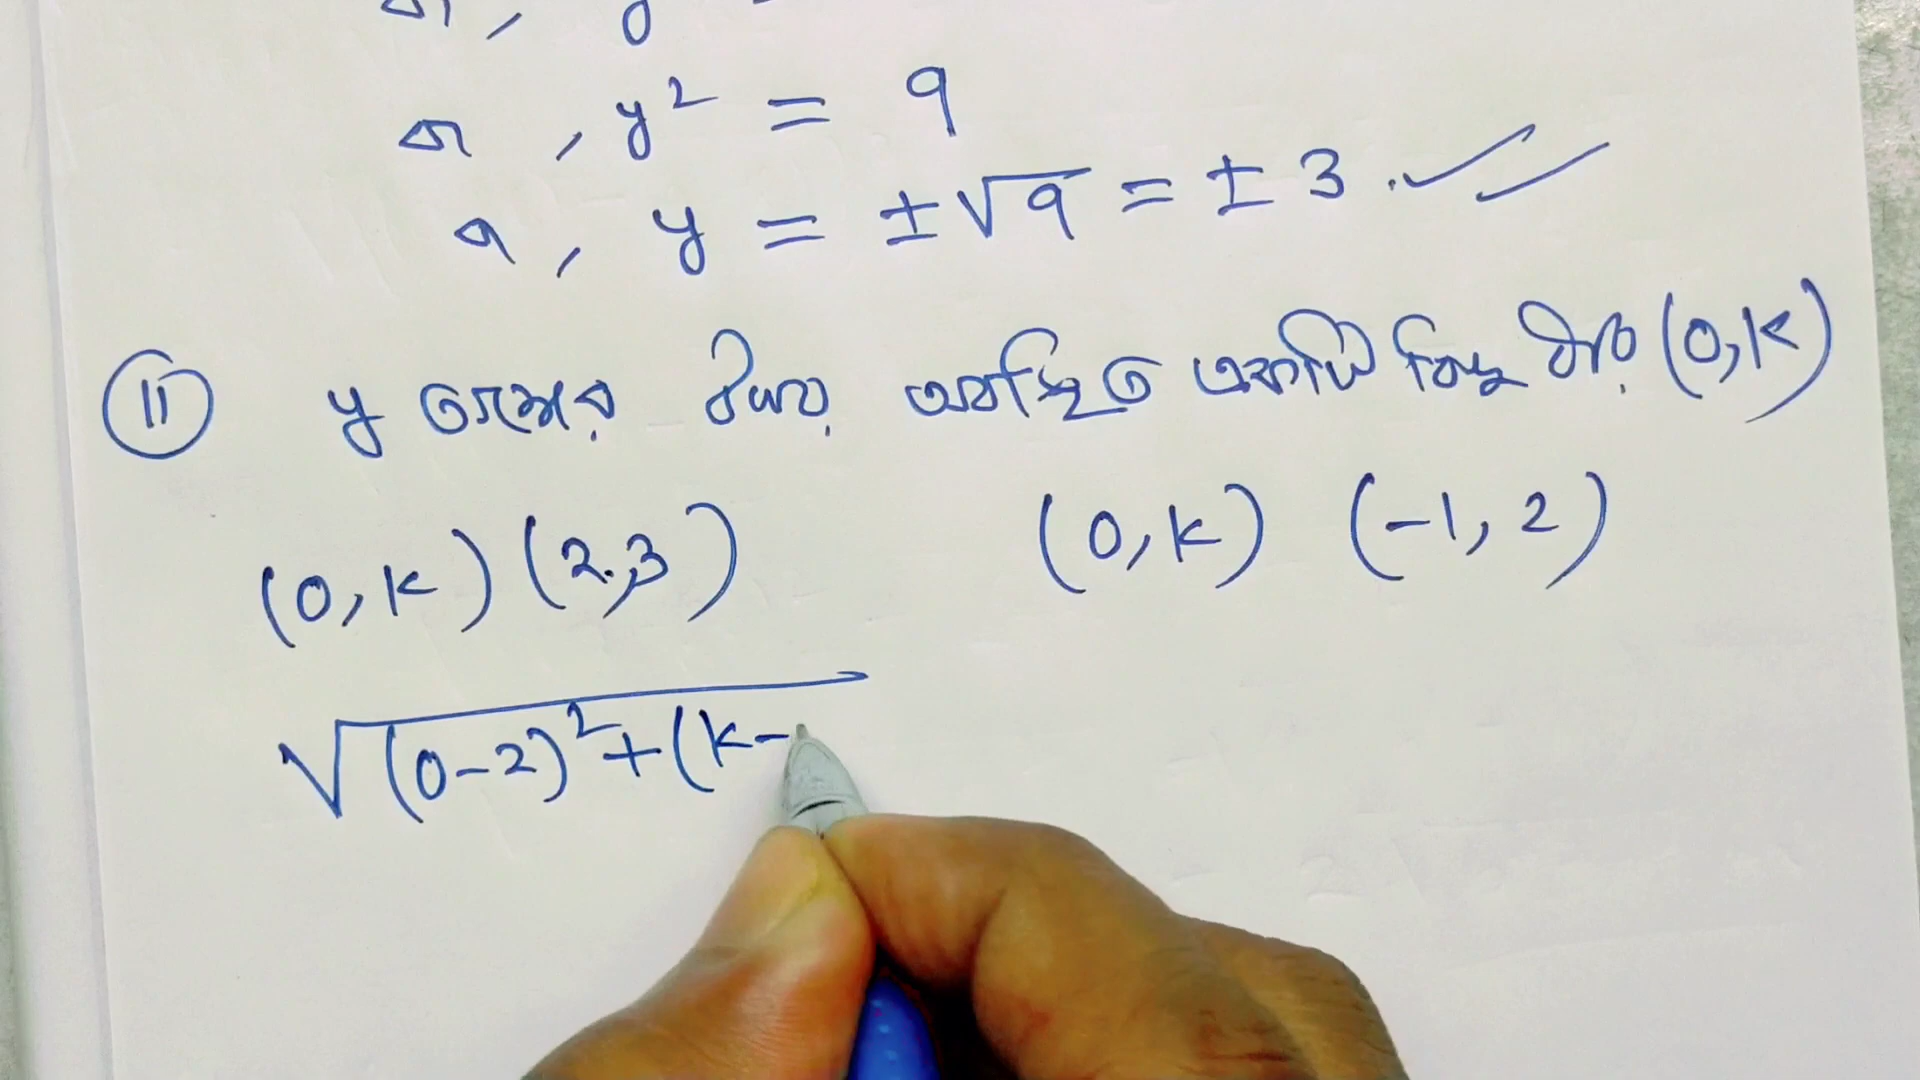 বা, y
বা, y² = 9
বা, y = ±√9 = ±3.
(11) y অক্ষের উপর অবস্থিত একটি বিন্দু ধরি (0,k)
(0,k) (2,3) (0,k) (-1,2)
√(0-2)²+(k-